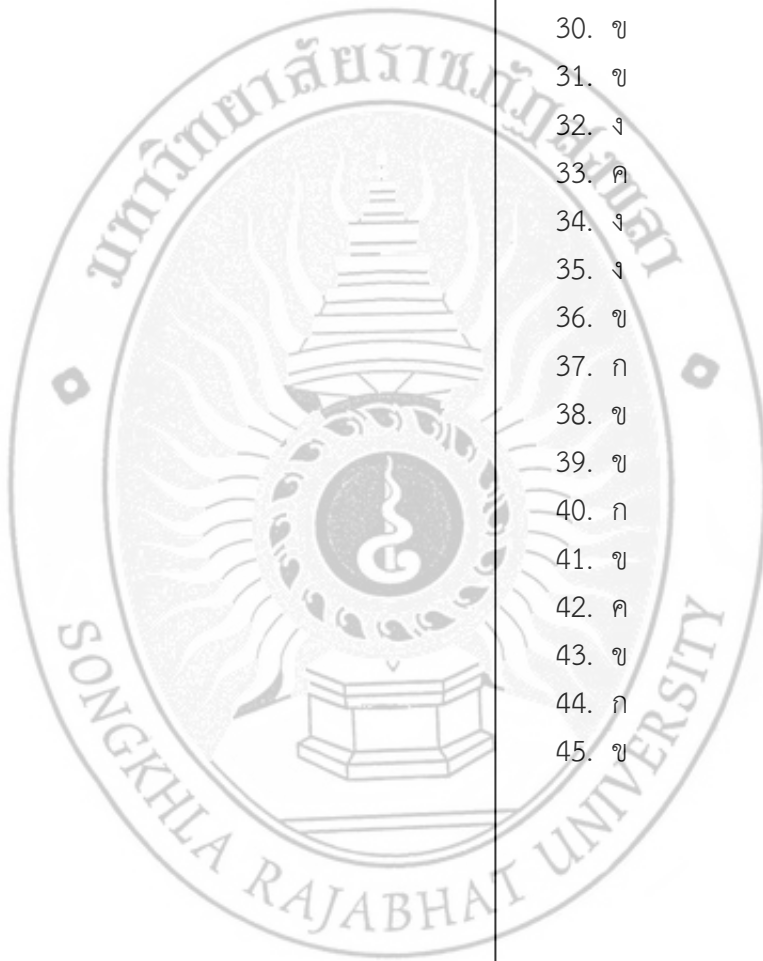 มหาวิทยาลัยราชภัฏสงขลา
30. ข
31. ข
32. ง
33. ค
34. ง
35. ง
36. ข
37. ก
38. ข
39. ข
40. ก
41. ข
42. ค
43. ข
44. ก
45. ข
SONGKHLA RAJABHAT UNIVERSITY